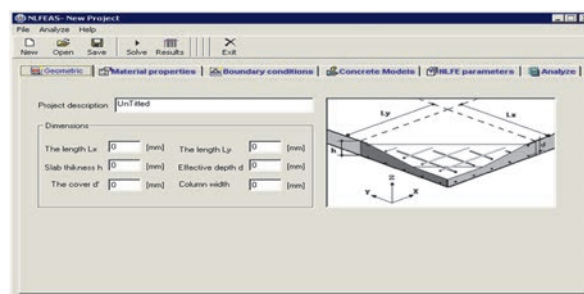 NLFEAS- New Project
File Analyze Help
New Open Save Solve Results Exit
Geometric Material properties Boundary conditions Concrete Models NLFE parameters Analyze
Project description UnTitled
Dimensions
The length Lx 0 [mm] The length Ly 0 [mm]
Slab thikness h 0 [mm] Effective depth d 0 [mm]
The cover d' 0 [mm] Column width 0 [mm]
Ly Lx
h d
Z
Y X